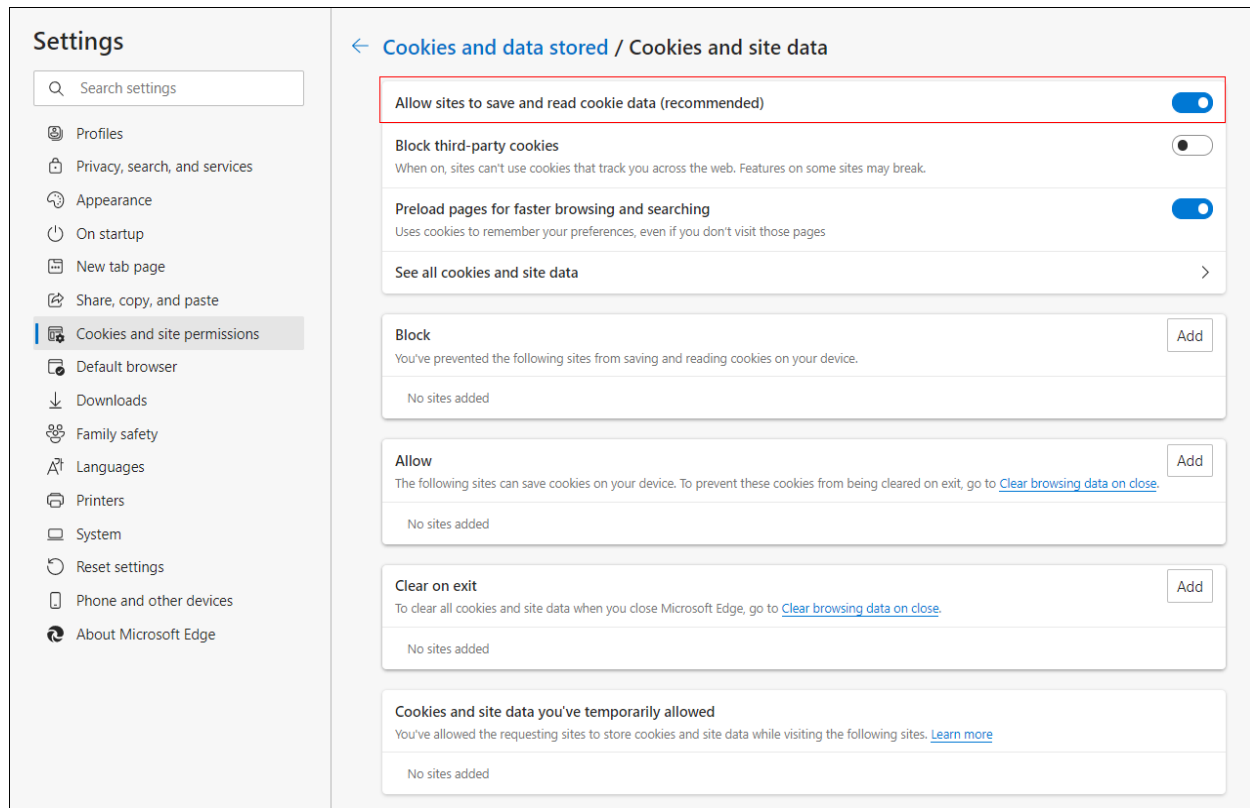 Settings
Search settings
Profiles
Privacy, search, and services
Appearance
On startup
New tab page
Share, copy, and paste
Cookies and site permissions
Default browser
Downloads
Family safety
Languages
Printers
System
Reset settings
Phone and other devices
About Microsoft Edge
Cookies and data stored / Cookies and site data
Allow sites to save and read cookie data (recommended)
Block third-party cookies
When on, sites can't use cookies that track you across the web. Features on some sites may break.
Preload pages for faster browsing and searching
Uses cookies to remember your preferences, even if you don't visit those pages
See all cookies and site data
Block
Add
You've prevented the following sites from saving and reading cookies on your device.
No sites added
Allow
Add
The following sites can save cookies on your device. To prevent these cookies from being cleared on exit, go to Clear browsing data on close.
No sites added
Clear on exit
Add
To clear all cookies and site data when you close Microsoft Edge, go to Clear browsing data on close.
No sites added
Cookies and site data you've temporarily allowed
You've allowed the requesting sites to store cookies and site data while visiting the following sites. Learn more
No sites added